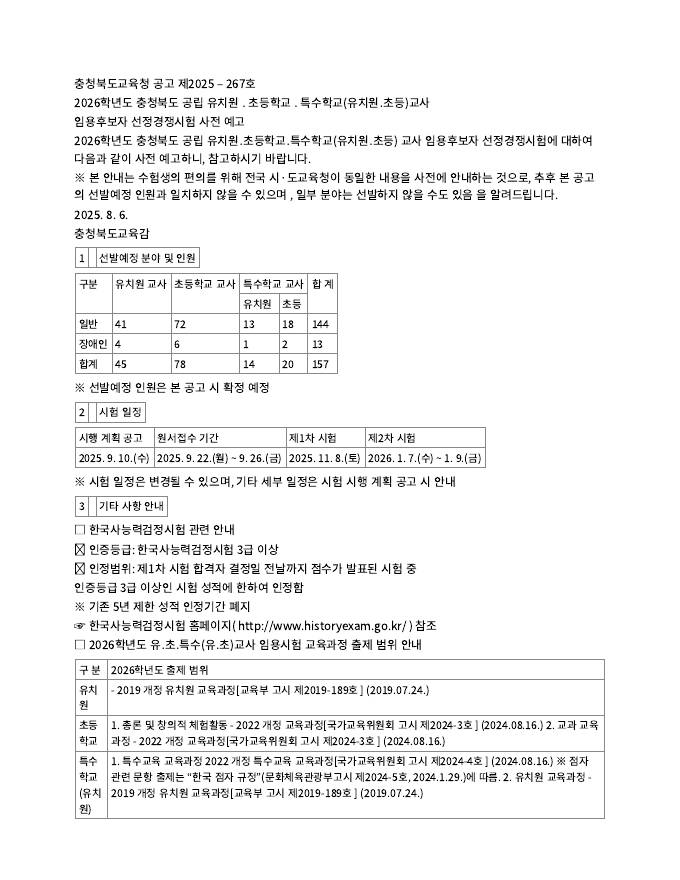 충청북도교육청 공고 제2025 – 267호
2026학년도 충청북도 공립 유치원 . 초등학교 . 특수학교(유치원.초등)교사
임용후보자 선정경쟁시험 사전 예고
2026학년도 충청북도 공립 유치원.초등학교.특수학교(유치원.초등) 교사 임용후보자 선정경쟁시험에 대하여
다음과 같이 사전 예고하니, 참고하시기 바랍니다.
※ 본 안내는 수험생의 편의를 위해 전국 시·도교육청이 동일한 내용을 사전에 안내하는 것으로, 추후 본 공고
의 선발예정 인원과 일치하지 않을 수 있으며 , 일부 분야는 선발하지 않을 수도 있음 을 알려드립니다.
2025. 8. 6.
충청북도교육감
1 선발예정 분야 및 인원
구분 유치원 교사 초등학교 교사 특수학교 교사 합 계
유치원 초등
일반 41 72 13 18 144
장애인 4 6 1 2 13
합계 45 78 14 20 157
※ 선발예정 인원은 본 공고 시 확정 예정
2 시험 일정
시행 계획 공고 원서접수 기간 제1차 시험 제2차 시험
2025. 9. 10.(수) 2025. 9. 22.(월) ~ 9. 26.(금) 2025. 11. 8.(토) 2026. 1. 7.(수) ~ 1. 9.(금)
※ 시험 일정은 변경될 수 있으며, 기타 세부 일정은 시험 시행 계획 공고 시 안내
3 기타 사항 안내
□ 한국사능력검정시험 관련 안내
☒ 인증등급: 한국사능력검정시험 3급 이상
☒ 인정범위: 제1차 시험 합격자 결정일 전날까지 점수가 발표된 시험 중
인증등급 3급 이상인 시험 성적에 한하여 인정함
※ 기존 5년 제한 성적 인정기간 폐지
☞ 한국사능력검정시험 홈페이지( http://www.historyexam.go.kr/ ) 참조
□ 2026학년도 유.초.특수(유.초)교사 임용시험 교육과정 출제 범위 안내
구 분 2026학년도 출제 범위
유치 - 2019 개정 유치원 교육과정[교육부 고시 제2019-189호 ] (2019.07.24.)
원
초등 1. 총론 및 창의적 체험활동 - 2022 개정 교육과정[국가교육위원회 고시 제2024-3호 ] (2024.08.16.) 2. 교과 교육
학교 과정 - 2022 개정 교육과정[국가교육위원회 고시 제2024-3호 ] (2024.08.16.)
특수 1. 특수교육 교육과정 2022 개정 특수교육 교육과정[국가교육위원회 고시 제2024-4호 ] (2024.08.16.) ※ 점자
학교 관련 문항 출제는 “한국 점자 규정”(문화체육관광부고시 제2024-5호, 2024.1.29.)에 따름. 2. 유치원 교육과정 -
(유치 2019 개정 유치원 교육과정[교육부 고시 제2019-189호 ] (2019.07.24.)
원)